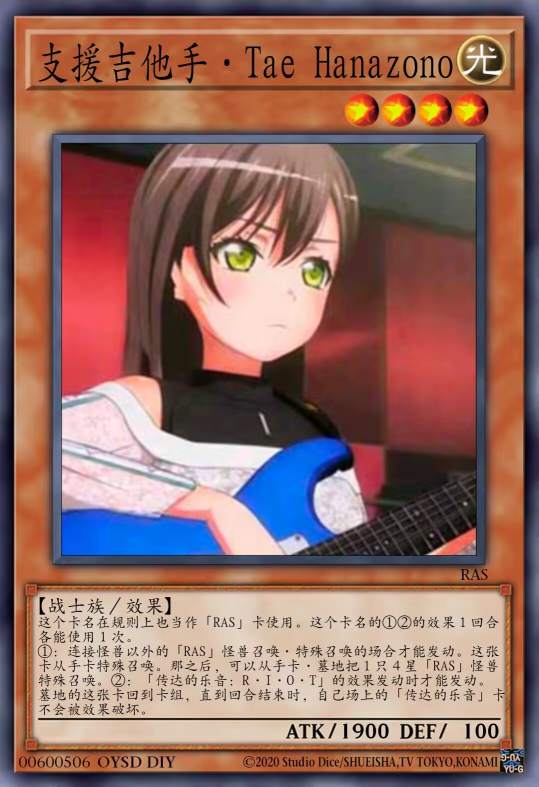 支援吉他手・Tae Hanazono
光
RAS
【战士族／效果】
这个卡名在规则上也当作「RAS」卡使用。这个卡名的①②的效果1回合
各能使用1次。
①：连接怪兽以外的「RAS」怪兽召唤・特殊召唤的场合才能发动。这张
卡从手卡特殊召唤。那之后，可以从手卡・墓地把1只4星「RAS」怪兽
特殊召唤。②：「传达的乐音：R・I・O・T」的效果发动时才能发动。
墓地的这张卡回到卡组，直到回合结束时，自己场上的「传达的乐音」卡
不会被效果破坏。
ATK/1900 DEF/ 100
00600506 OYSD DIY
©2020 Studio Dice/SHUEISHA,TV TOKYO,KONAMI